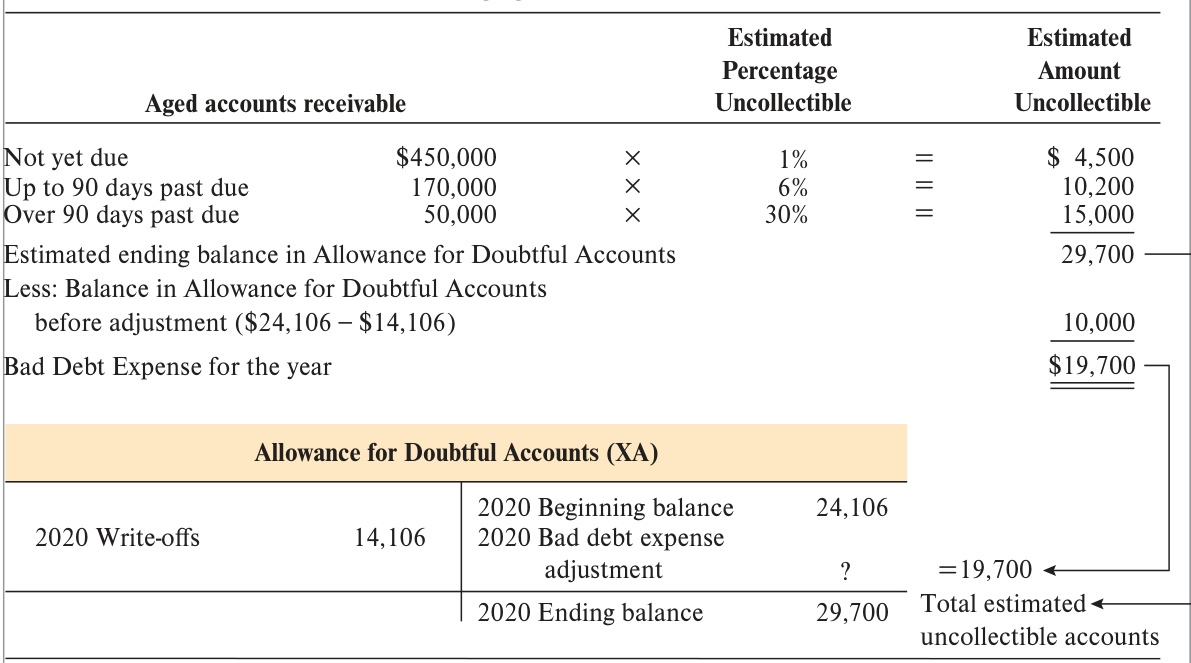 Estimated Estimated
Percentage Amount
Aged accounts receivable Uncollectible Uncollectible
Not yet due $450,000 × 1% = $ 4,500
Up to 90 days past due 170,000 × 6% = 10,200
Over 90 days past due 50,000 × 30% = 15,000
Estimated ending balance in Allowance for Doubtful Accounts 29,700
Less: Balance in Allowance for Doubtful Accounts
before adjustment ($24,106 – $14,106) 10,000
Bad Debt Expense for the year $19,700
Allowance for Doubtful Accounts (XA)
2020 Beginning balance 24,106
2020 Write-offs 14,106 2020 Bad debt expense
adjustment ? =19,700
2020 Ending balance 29,700 Total estimated
uncollectible accounts